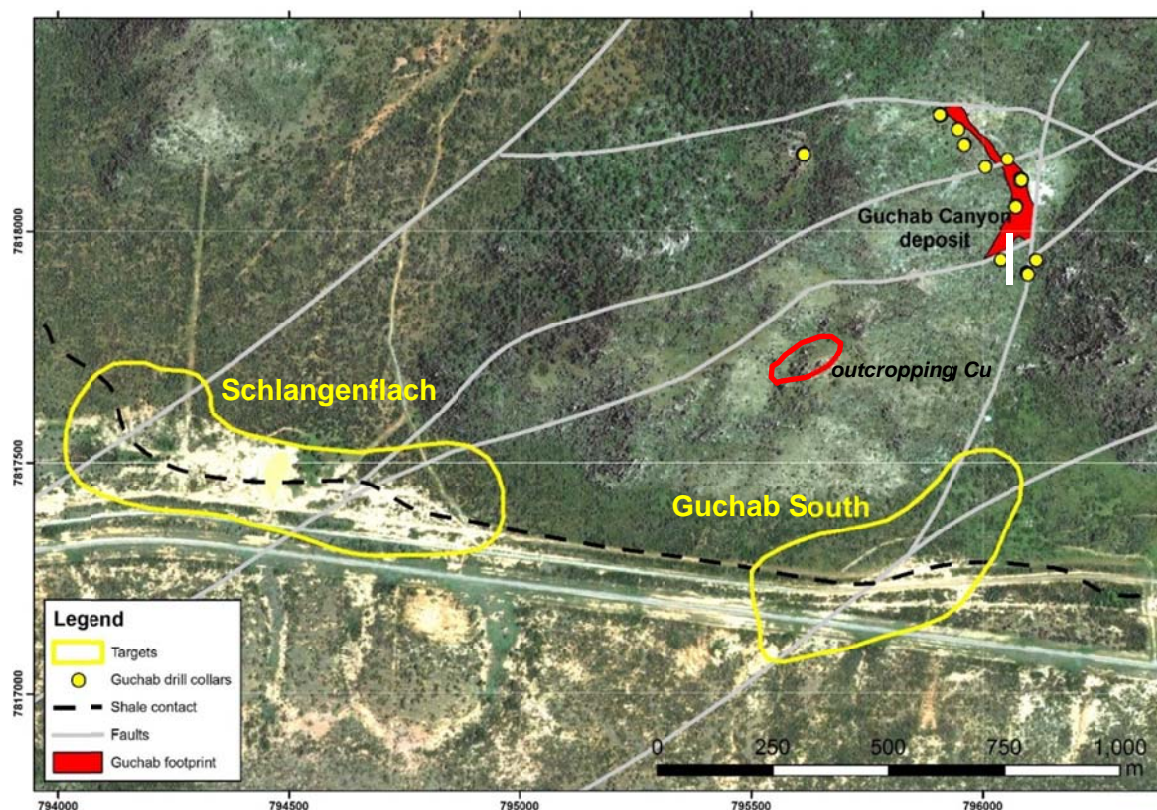 Guchab Canyon
deposit
outcropping Cu
Schlangenflach
Guchab South
7818000
7817500
7817000
Legend
Targets
Guchab drill collars
Shale contact
Faults
Guchab footprint
0 250 500 750 1,000
m
794000 794500 795000 795500 796000